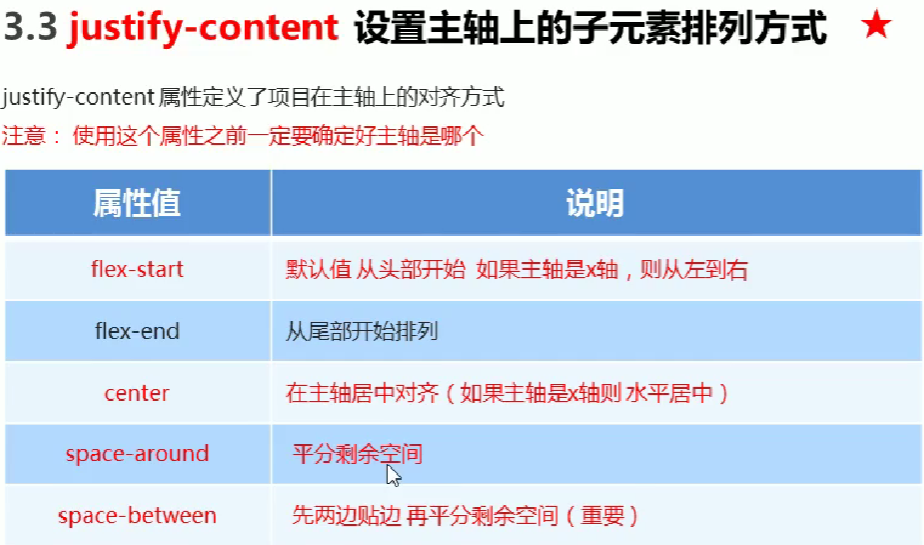 3.3 justify-content 设置主轴上的子元素排列方式 ★
justify-content 属性定义了项目在主轴上的对齐方式
注意： 使用这个属性之前一定要确定好主轴是哪个
属性值 说明
flex-start 默认值 从头部开始 如果主轴是x轴，则从左到右
flex-end 从尾部开始排列
center 在主轴居中对齐（如果主轴是x轴则 水平居中）
space-around 平分剩余空间
space-between 先两边贴边 再平分剩余空间（重要）